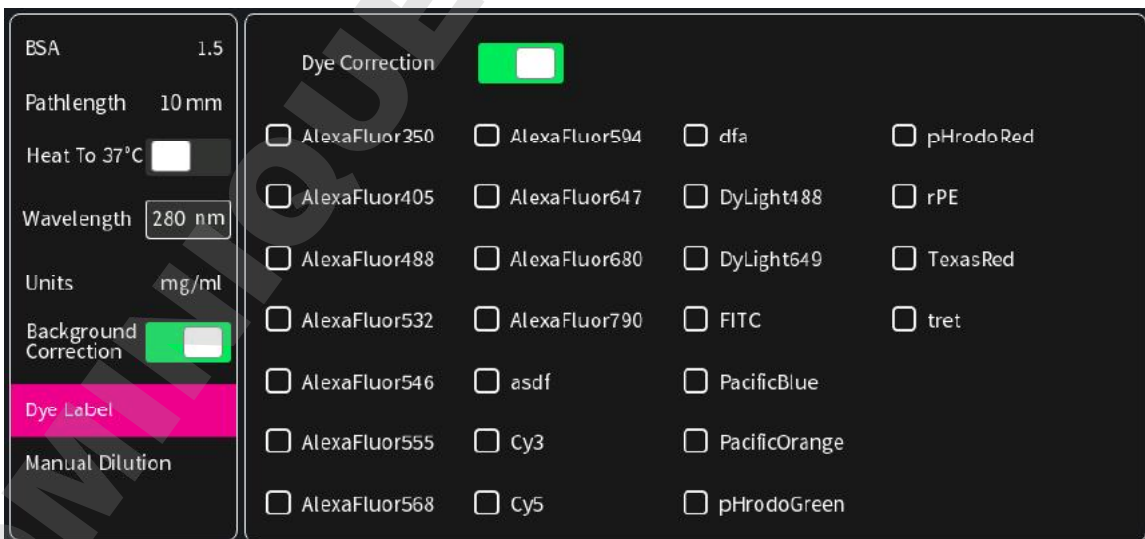 BSA 1.5
Pathlength 10 mm
Heat To 37°C
Wavelength 280 nm
Units mg/ml
Background
Correction
Dye Label
Manual Dilution
Dye Correction
AlexaFluor350 AlexaFluor594 dfa pHrodoRed
AlexaFluor405 AlexaFluor647 DyLight488 rPE
AlexaFluor488 AlexaFluor680 DyLight649 TexasRed
AlexaFluor532 AlexaFluor790 FITC tret
AlexaFluor546 asdf PacificBlue
AlexaFluor555 Cy3 PacificOrange
AlexaFluor568 Cy5 pHrodoGreen